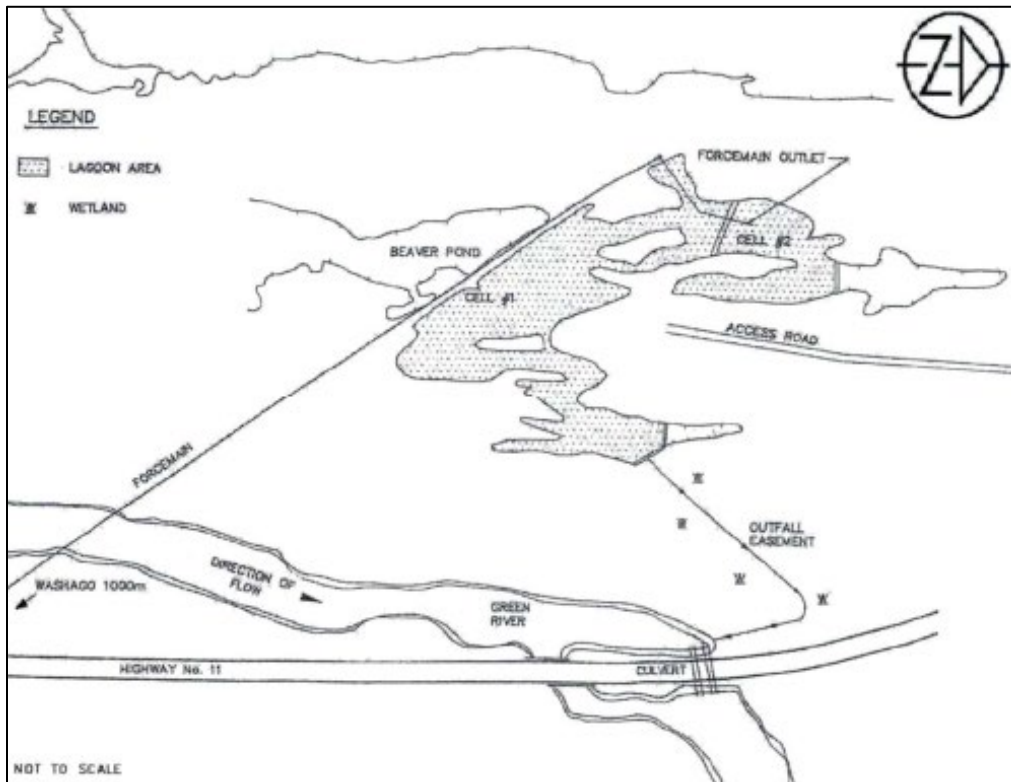 LEGEND
LAGOON AREA
WETLAND
FORCEMAIN OUTLET
CELL #2
BEAVER POND
CELL #1
ACCESS ROAD
FORCEMAIN
OUTFALL
EASEMENT
DIRECTION OF
FLOW
WASHAGO 1000m
GREEN
RIVER
HIGHWAY No. 11
CULVERT
NOT TO SCALE